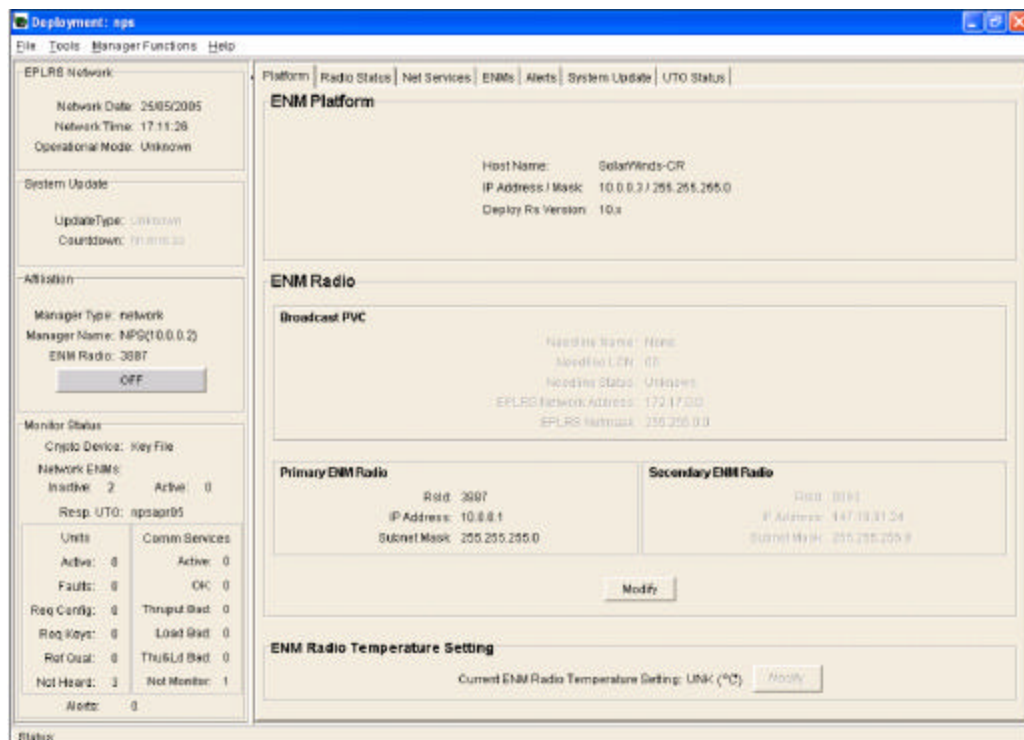 Deployment: nps
File Tools Manager Functions Help
EPLRS Network
Network Date: 25/05/2005
Network Time: 17:11:26
Operational Mode: Unknown
System Update
Update Type: Unknown
Countdown:
Affiliation
Manager Type: network
Manager Name: NPS(10.0.0.2)
ENM Radio: 3887
OFF
Monitor Status
Crypto Device: Key File
Network ENMs:
Inactive: 2 Active: 0
Resp. UTO: npsapr05
Units Comm Services
Active: 0 Active: 0
Faults: 0 OK: 0
Req Config: 0 Thruput Bad: 0
Req Keys: 0 Load Bad: 0
Ref Qual: 0 Thu&Ld Bad: 0
Not Heard: 3 Not Monitor: 1
Alerts: 0
Status:
Platform Radio Status Net Services ENMs Alerts System Update UTO Status
ENM Platform
Host Name: SolarWinds-CR
IP Address / Mask: 10.0.0.3 / 255.255.255.0
Deploy Rs Version: 10.x
ENM Radio
Broadcast PVC
Needline Name: None
Needline LCN:
Needline Status: Unknown
EPLRS Network Address: 172.17.0.0
EPLRS Netmask: 255.255.0.0
Primary ENM Radio
RsId: 3887
IP Address: 10.0.0.1
Subnet Mask: 255.255.255.0
Secondary ENM Radio
RsId:
IP Address:
Subnet Mask: 255.255.255.0
Modify
ENM Radio Temperature Setting
Current ENM Radio Temperature Setting: UNK (°C) Modify